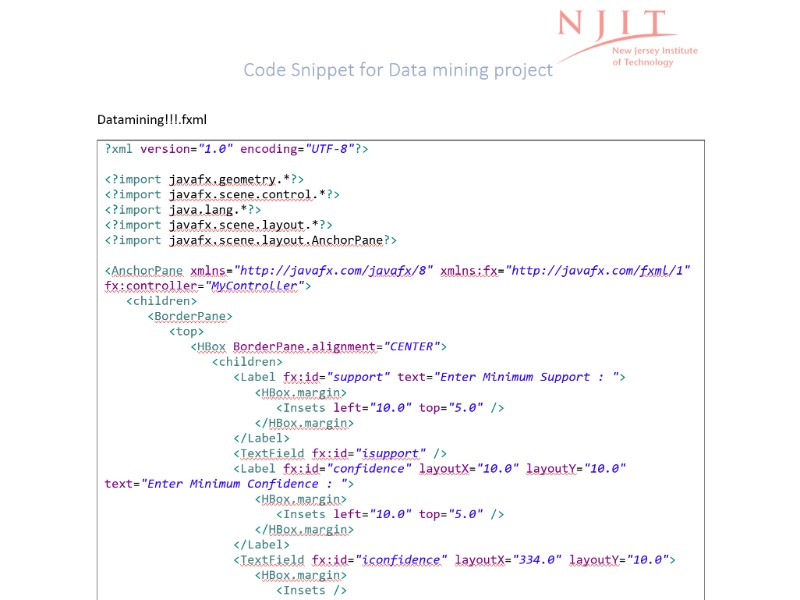 NJIT
New Jersey Institute
of Technology
Code Snippet for Data mining project
Datamining!!!.fxml
?xml version="1.0" encoding="UTF-8"?>
<?import javafx.geometry.*?>
<?import javafx.scene.control.*?>
<?import java.lang.*?>
<?import javafx.scene.layout.*?>
<?import javafx.scene.layout.AnchorPane?>
<AnchorPane xmlns="http://javafx.com/javafx/8" xmlns:fx="http://javafx.com/fxml/1"
fx:controller="MyController">
<children>
<BorderPane>
<top>
<HBox BorderPane.alignment="CENTER">
<children>
<Label fx:id="support" text="Enter Minimum Support : ">
<HBox.margin>
<Insets left="10.0" top="5.0" />
</HBox.margin>
</Label>
<TextField fx:id="isupport" />
<Label fx:id="confidence" layoutX="10.0" layoutY="10.0"
text="Enter Minimum Confidence : ">
<HBox.margin>
<Insets left="10.0" top="5.0" />
</HBox.margin>
</Label>
<TextField fx:id="iconfidence" layoutX="334.0" layoutY="10.0">
<HBox.margin>
<Insets />